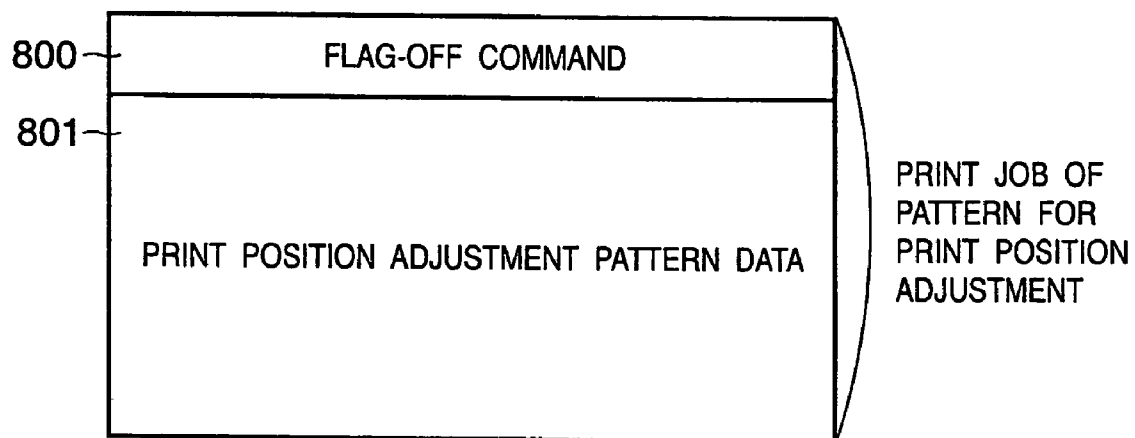 800
FLAG-OFF COMMAND
801
PRINT POSITION ADJUSTMENT PATTERN DATA
PRINT JOB OF
PATTERN FOR
PRINT POSITION
ADJUSTMENT